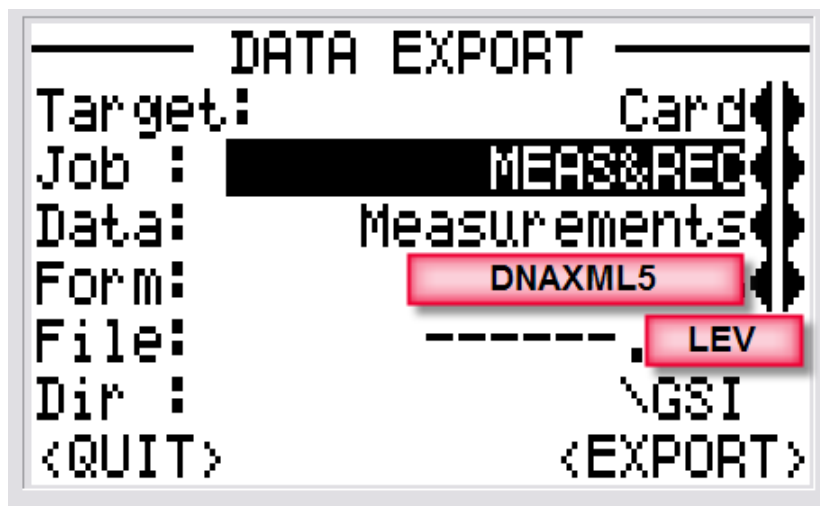 DATA EXPORT
Target: Card
Job : MEAS&REC
Data: Measurements
Form: DNAXML5
File: ------. LEV
Dir : \GSI
<QUIT> <EXPORT>